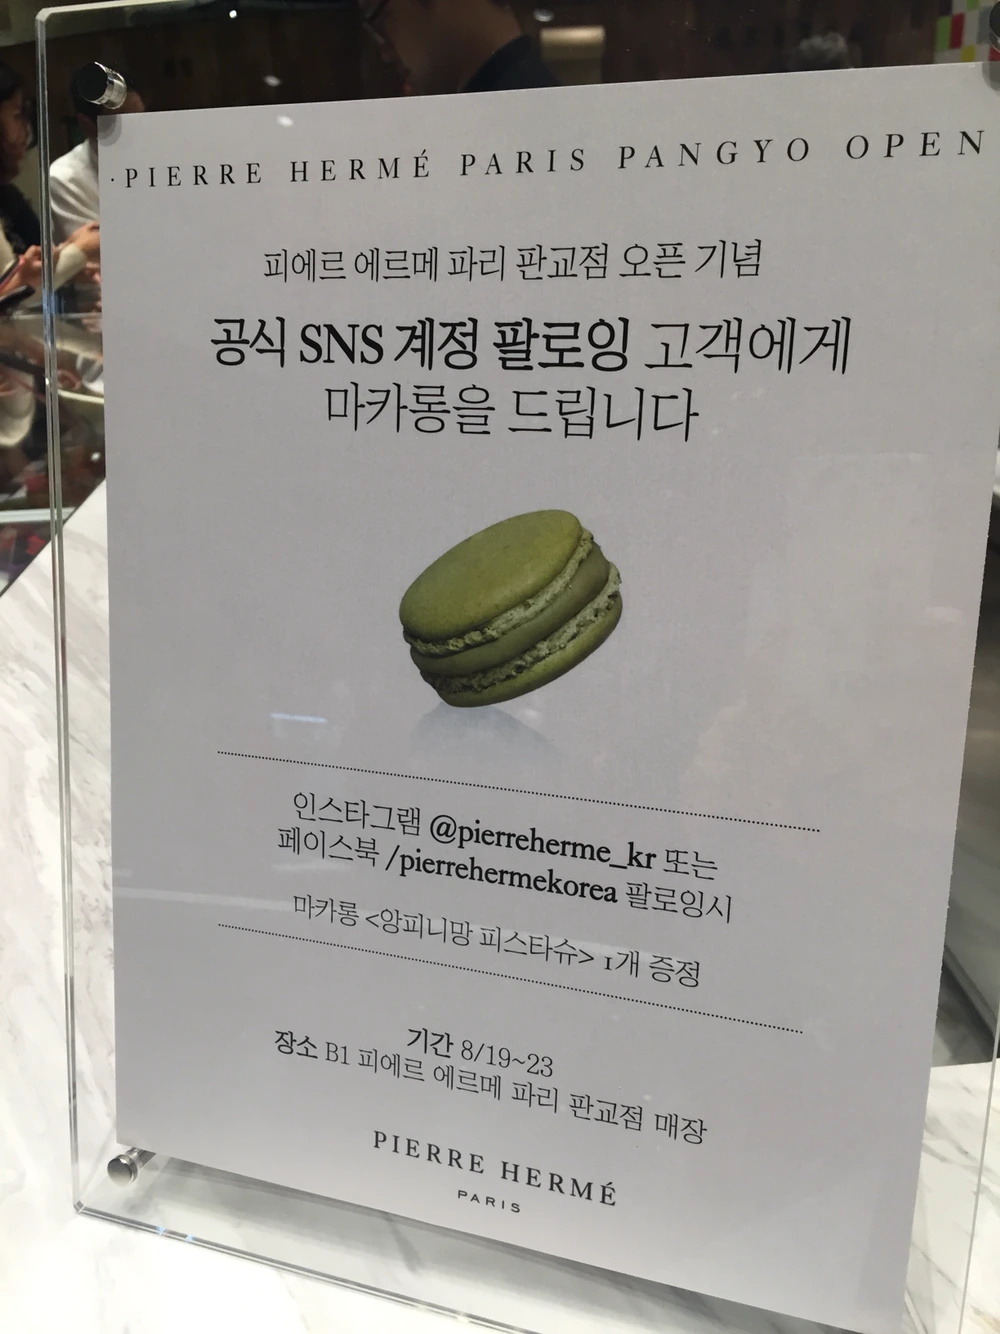 ·PIERRE HERMÉ PARIS PANGYO OPEN
피에르 에르메 파리 판교점 오픈 기념
공식 SNS 계정 팔로잉 고객에게
마카롱을 드립니다
인스타그램 @pierreherme_kr 또는
페이스북 /pierrehermekorea 팔로잉시
마카롱 <앙피니망 피스타슈> 1개 증정
기간 8/19~23
장소 B1 피에르 에르메 파리 판교점 매장
PIERRE HERMÉ
PARIS